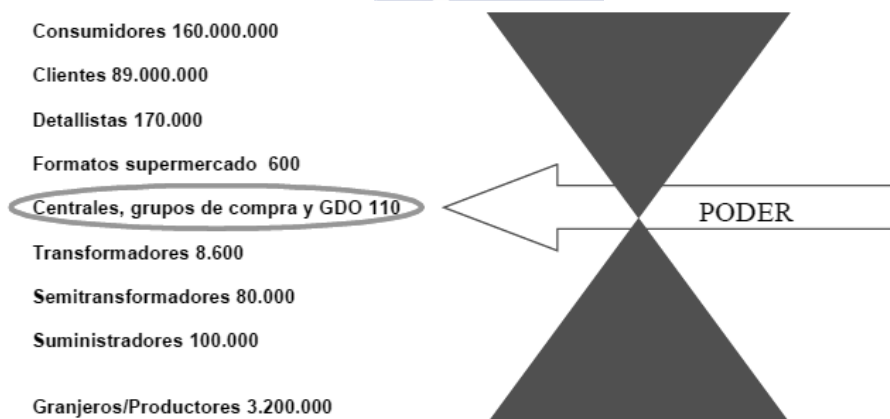 Consumidores 160.000.000
Clientes 89.000.000
Detallistas 170.000
Formatos supermercado 600
Centrales, grupos de compra y GDO 110
PODER
Transformadores 8.600
Semitransformadores 80.000
Suministradores 100.000
Granjeros/Productores 3.200.000